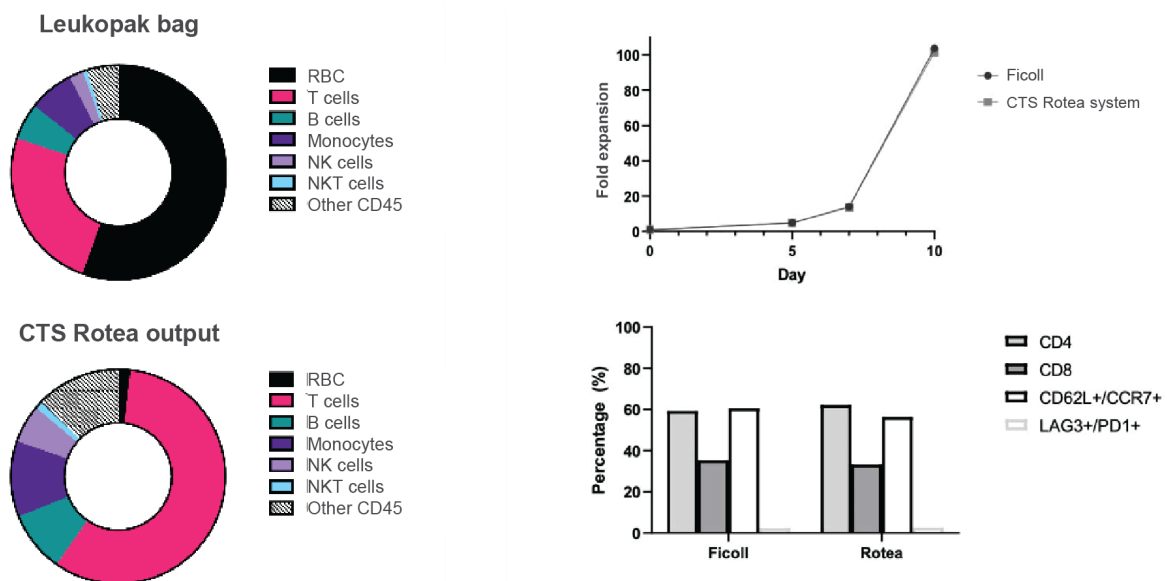 Leukopak bag
RBC
T cells
B cells
Monocytes
NK cells
NKT cells
Other CD45
100
80
60
40
20
0
Fold expansion
0
5
10
Day
Ficoll
CTS Rotea system
CTS Rotea output
RBC
T cells
B cells
Monocytes
NK cells
NKT cells
Other CD45
100
80
60
40
20
0
Percentage (%)
Ficoll
Rotea
CD4
CD8
CD62L+/CCR7+
LAG3+/PD1+